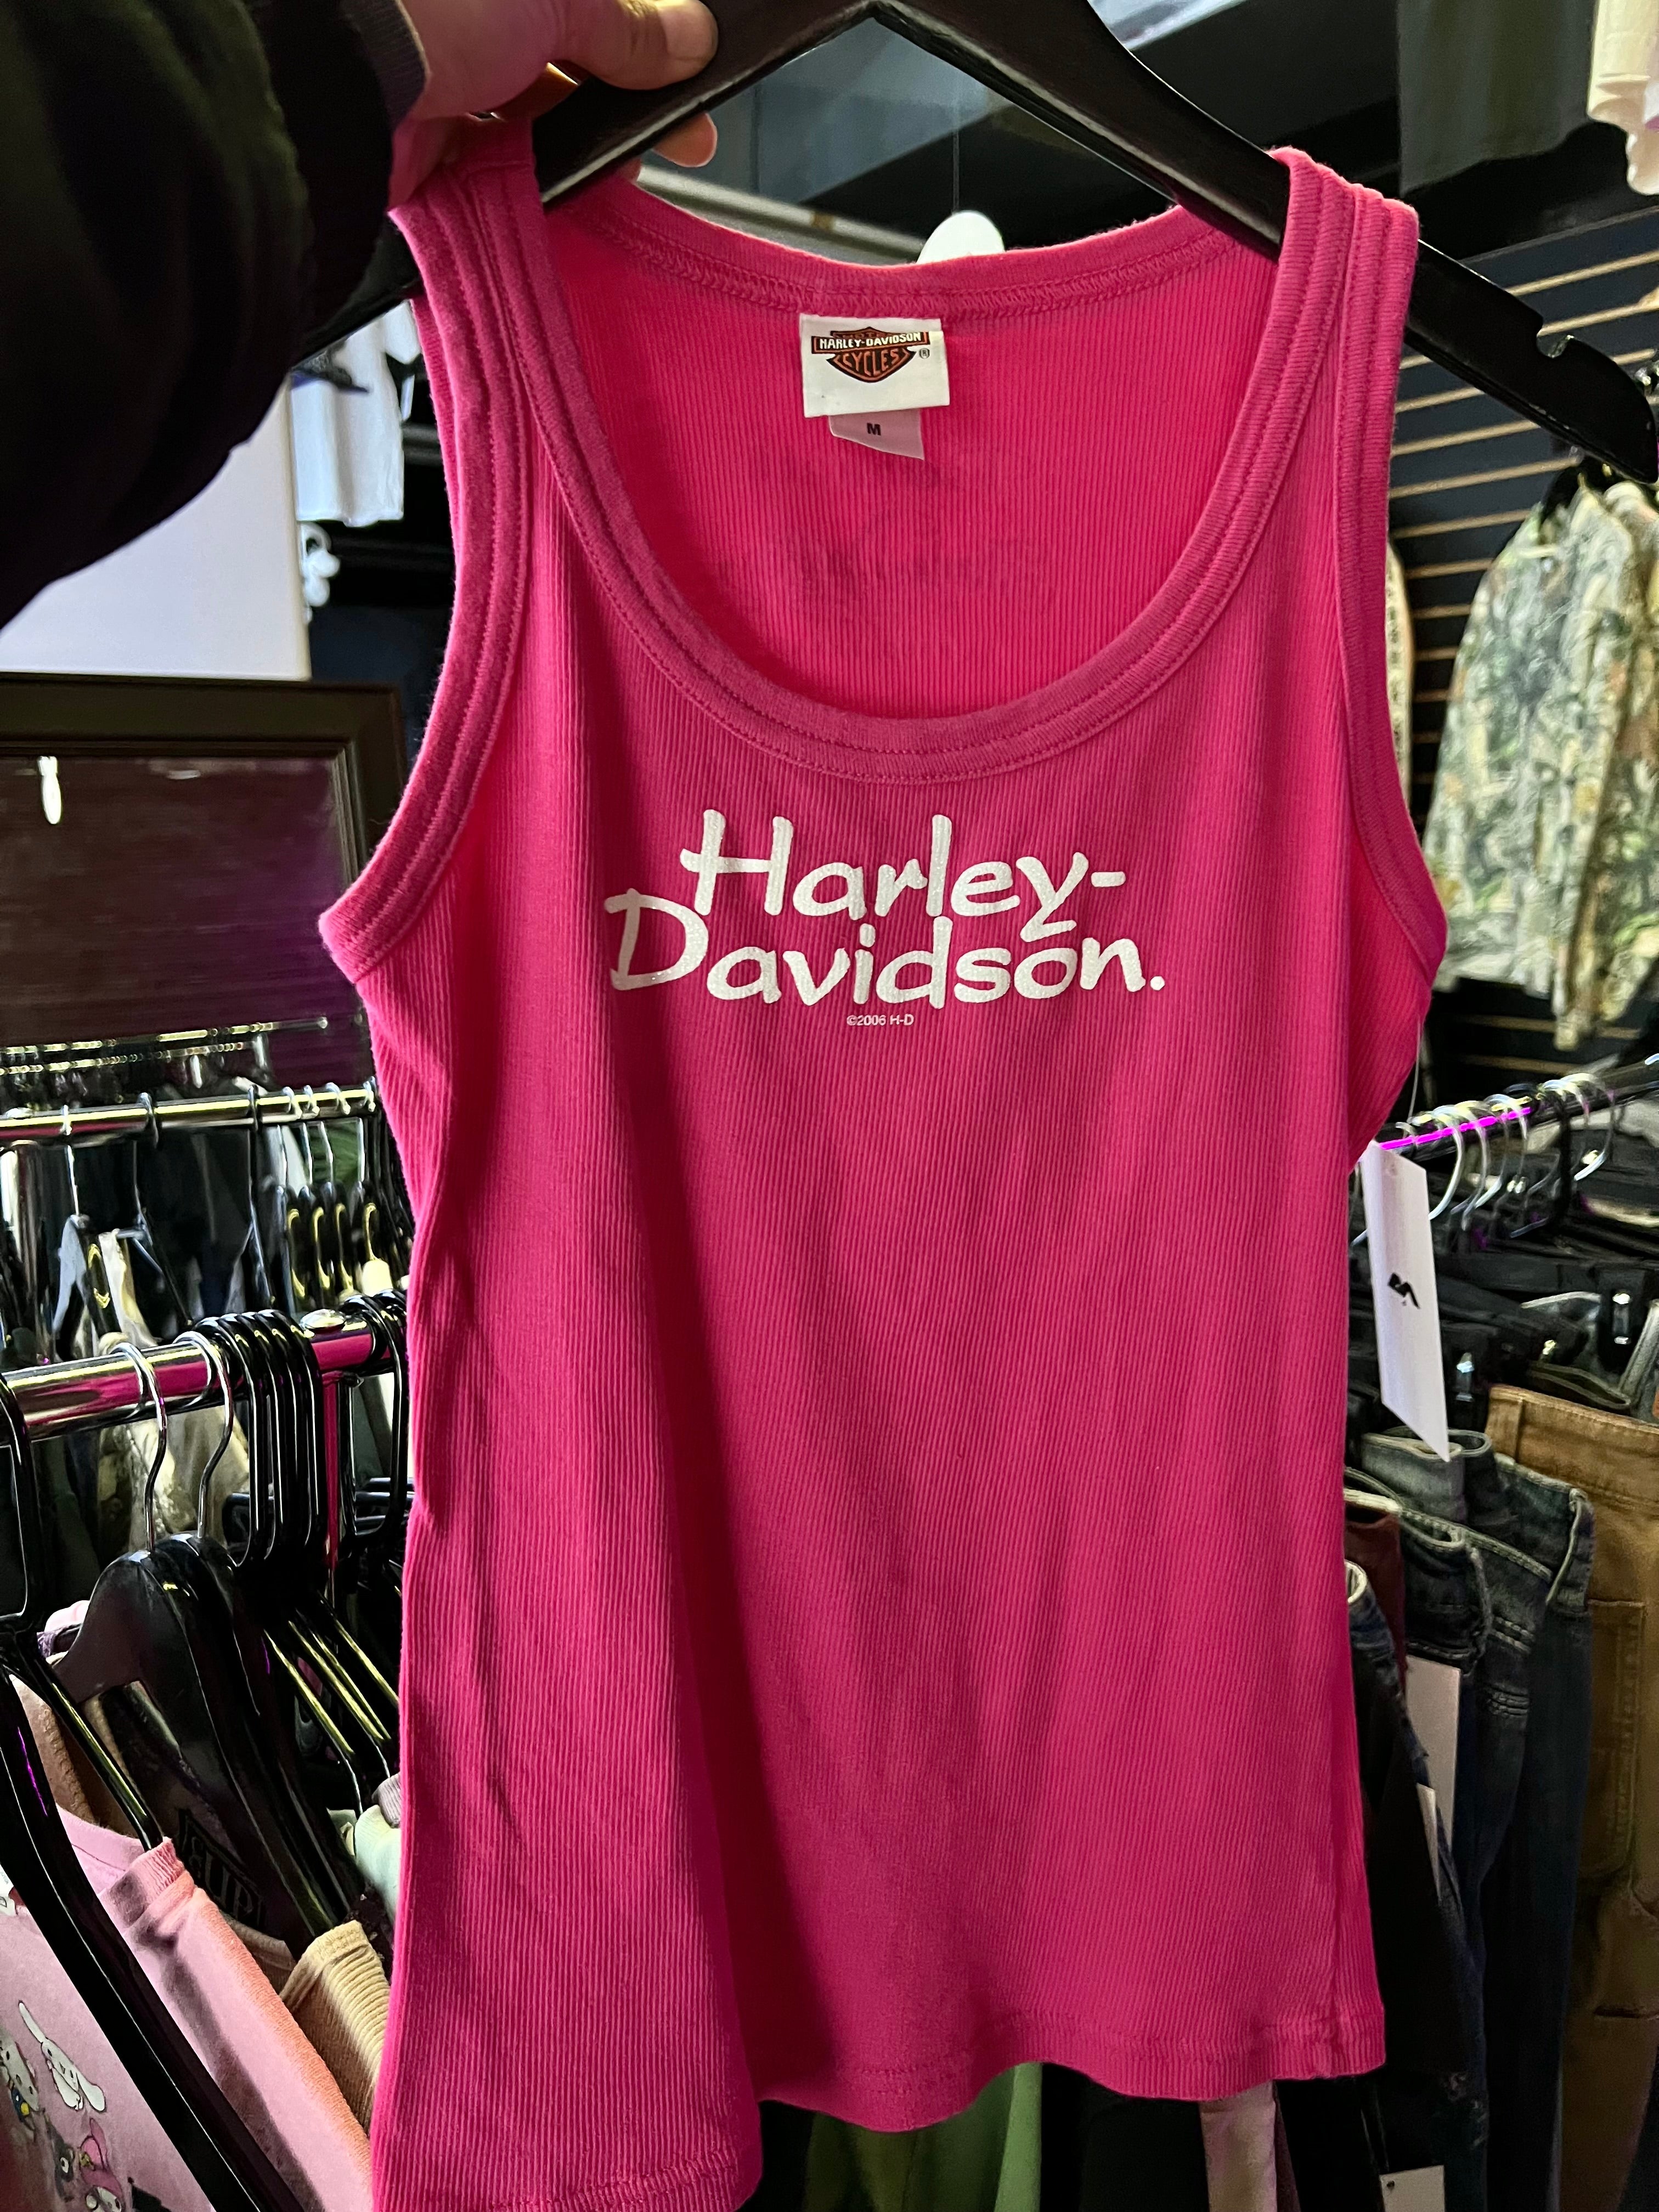 HARLEY-DAVIDSON
CYCLES ®
M
Harley-
Davidson.
©2006 H-D